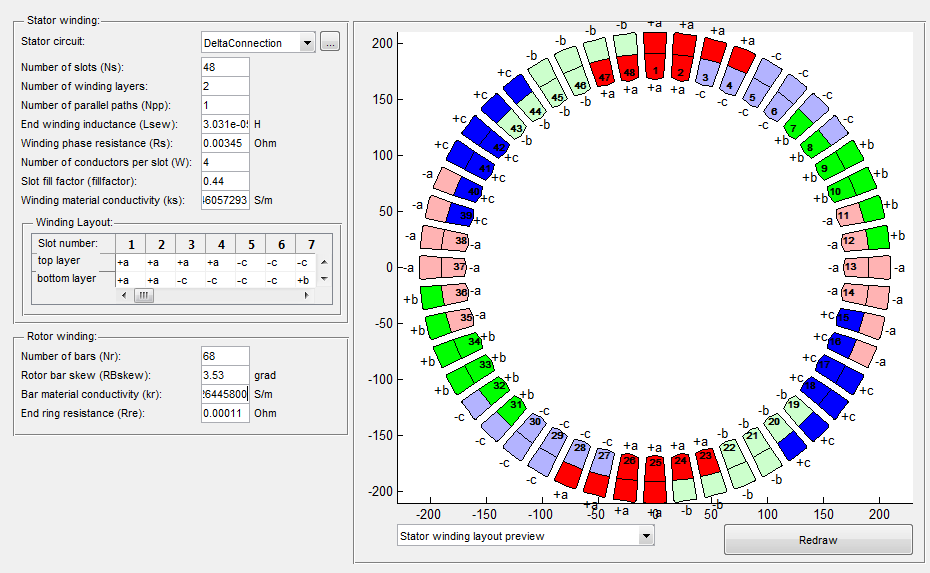 Stator winding:
Stator circuit: DeltaConnection ...
Number of slots (Ns): 48
Number of winding layers: 2
Number of parallel paths (Npp): 1
End winding inductance (Lsew): 3.031e-05 H
Winding phase resistance (Rs): 0.00345 Ohm
Number of conductors per slot (W): 4
Slot fill factor (fillfactor): 0.44
Winding material conductivity (ks): 46057293 S/m
Winding Layout:
Slot number: 1 2 3 4 5 6 7
top layer +a +a +a +a -c -c -c
bottom layer +a +a -c -c -c -c +b
Rotor winding:
Number of bars (Nr): 68
Rotor bar skew (RBskew): 3.53 grad
Bar material conductivity (kr): 26445800 S/m
End ring resistance (Rre): 0.00011 Ohm
200
150
100
50
0
-50
-100
-150
-200
-200 -150 -100 -50 0 50 100 150 200
1 2 3 4 5 6 7 8 9 10 11 12 13 14 15 16 17 18 19 20 21 22 23 24 25 26 27 28 29 30 31 32 33 34 35 36 37 38 39 40 41 42 43 44 45 46 47 48
Stator winding layout preview
Redraw